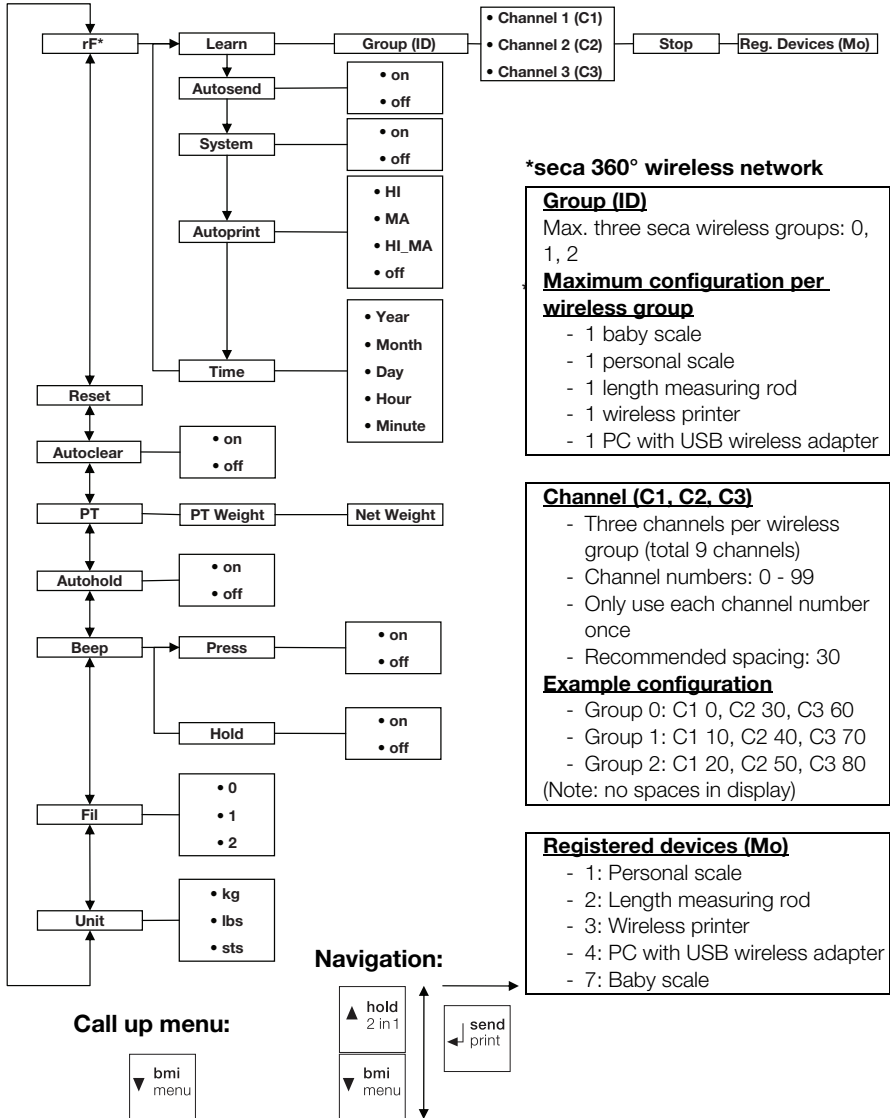 rF*
Learn
Group (ID)
• Channel 1 (C1)
• Channel 2 (C2)
• Channel 3 (C3)
Stop
Reg. Devices (Mo)
Autosend
• on
• off
System
• on
• off
Autoprint
• HI
• MA
• HI_MA
• off
Time
• Year
• Month
• Day
• Hour
• Minute
Reset
Autoclear
• on
• off
PT
PT Weight
Net Weight
Autohold
• on
• off
Beep
Press
• on
• off
Hold
• on
• off
Fil
• 0
• 1
• 2
Unit
• kg
• lbs
• sts
*seca 360° wireless network
Group (ID)
Max. three seca wireless groups: 0,
1, 2
*
Maximum configuration per
wireless group
- 1 baby scale
- 1 personal scale
- 1 length measuring rod
- 1 wireless printer
- 1 PC with USB wireless adapter
Channel (C1, C2, C3)
- Three channels per wireless
group (total 9 channels)
- Channel numbers: 0 - 99
- Only use each channel number
once
- Recommended spacing: 30
Example configuration
- Group 0: C1 0, C2 30, C3 60
- Group 1: C1 10, C2 40, C3 70
- Group 2: C1 20, C2 50, C3 80
(Note: no spaces in display)
Registered devices (Mo)
- 1: Personal scale
- 2: Length measuring rod
- 3: Wireless printer
- 4: PC with USB wireless adapter
- 7: Baby scale
Navigation:
hold
2 in 1
send
print
bmi
menu
Call up menu:
bmi
menu